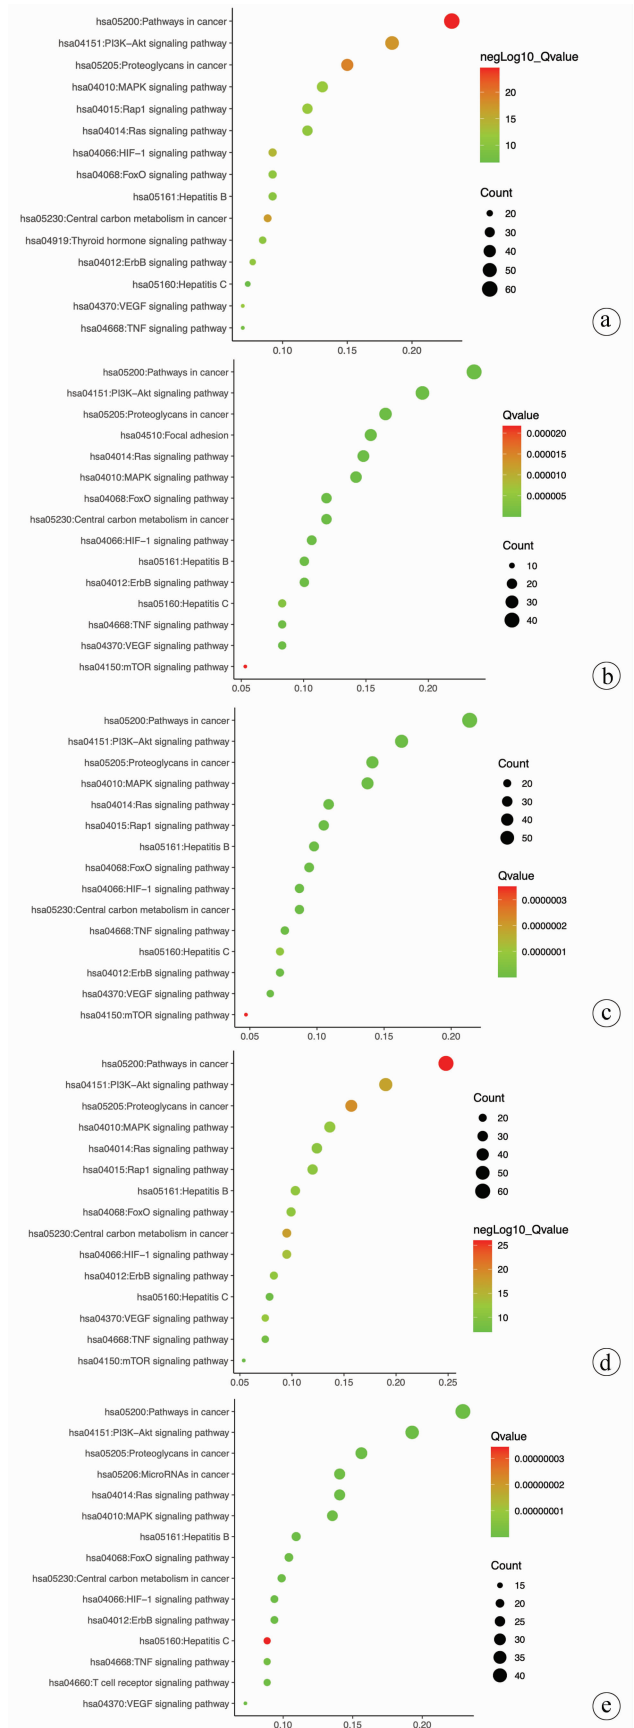 hsa05200:Pathways in cancer
hsa04151:PI3K−Akt signaling pathway
hsa05205:Proteoglycans in cancer
hsa04010:MAPK signaling pathway
hsa04015:Rap1 signaling pathway
hsa04014:Ras signaling pathway
hsa04066:HIF−1 signaling pathway
hsa04068:FoxO signaling pathway
hsa05161:Hepatitis B
hsa05230:Central carbon metabolism in cancer
hsa04919:Thyroid hormone signaling pathway
hsa04012:ErbB signaling pathway
hsa05160:Hepatitis C
hsa04370:VEGF signaling pathway
hsa04668:TNF signaling pathway
0.10 0.15 0.20
negLog10_Qvalue
20
15
10
Count
20
30
40
50
60
a
hsa05200:Pathways in cancer
hsa04151:PI3K−Akt signaling pathway
hsa05205:Proteoglycans in cancer
hsa04510:Focal adhesion
hsa04014:Ras signaling pathway
hsa04010:MAPK signaling pathway
hsa04068:FoxO signaling pathway
hsa05230:Central carbon metabolism in cancer
hsa04066:HIF−1 signaling pathway
hsa05161:Hepatitis B
hsa04012:ErbB signaling pathway
hsa05160:Hepatitis C
hsa04668:TNF signaling pathway
hsa04370:VEGF signaling pathway
hsa04150:mTOR signaling pathway
0.05 0.10 0.15 0.20
Qvalue
0.000020
0.000015
0.000010
0.000005
Count
10
20
30
40
b
hsa05200:Pathways in cancer
hsa04151:PI3K−Akt signaling pathway
hsa05205:Proteoglycans in cancer
hsa04010:MAPK signaling pathway
hsa04014:Ras signaling pathway
hsa04015:Rap1 signaling pathway
hsa05161:Hepatitis B
hsa04068:FoxO signaling pathway
hsa04066:HIF−1 signaling pathway
hsa05230:Central carbon metabolism in cancer
hsa04668:TNF signaling pathway
hsa05160:Hepatitis C
hsa04012:ErbB signaling pathway
hsa04370:VEGF signaling pathway
hsa04150:mTOR signaling pathway
0.05 0.10 0.15 0.20
Count
20
30
40
50
Qvalue
0.0000003
0.0000002
0.0000001
c
hsa05200:Pathways in cancer
hsa04151:PI3K−Akt signaling pathway
hsa05205:Proteoglycans in cancer
hsa04010:MAPK signaling pathway
hsa04014:Ras signaling pathway
hsa04015:Rap1 signaling pathway
hsa05161:Hepatitis B
hsa04068:FoxO signaling pathway
hsa05230:Central carbon metabolism in cancer
hsa04066:HIF−1 signaling pathway
hsa04012:ErbB signaling pathway
hsa05160:Hepatitis C
hsa04370:VEGF signaling pathway
hsa04668:TNF signaling pathway
hsa04150:mTOR signaling pathway
0.05 0.10 0.15 0.20 0.25
Count
20
30
40
50
60
negLog10_Qvalue
25
20
15
10
d
hsa05200:Pathways in cancer
hsa04151:PI3K−Akt signaling pathway
hsa05205:Proteoglycans in cancer
hsa05206:MicroRNAs in cancer
hsa04014:Ras signaling pathway
hsa04010:MAPK signaling pathway
hsa05161:Hepatitis B
hsa04068:FoxO signaling pathway
hsa05230:Central carbon metabolism in cancer
hsa04066:HIF−1 signaling pathway
hsa04012:ErbB signaling pathway
hsa05160:Hepatitis C
hsa04668:TNF signaling pathway
hsa04660:T cell receptor signaling pathway
hsa04370:VEGF signaling pathway
0.10 0.15 0.20
Qvalue
0.00000003
0.00000002
0.00000001
Count
15
20
25
30
35
40
e